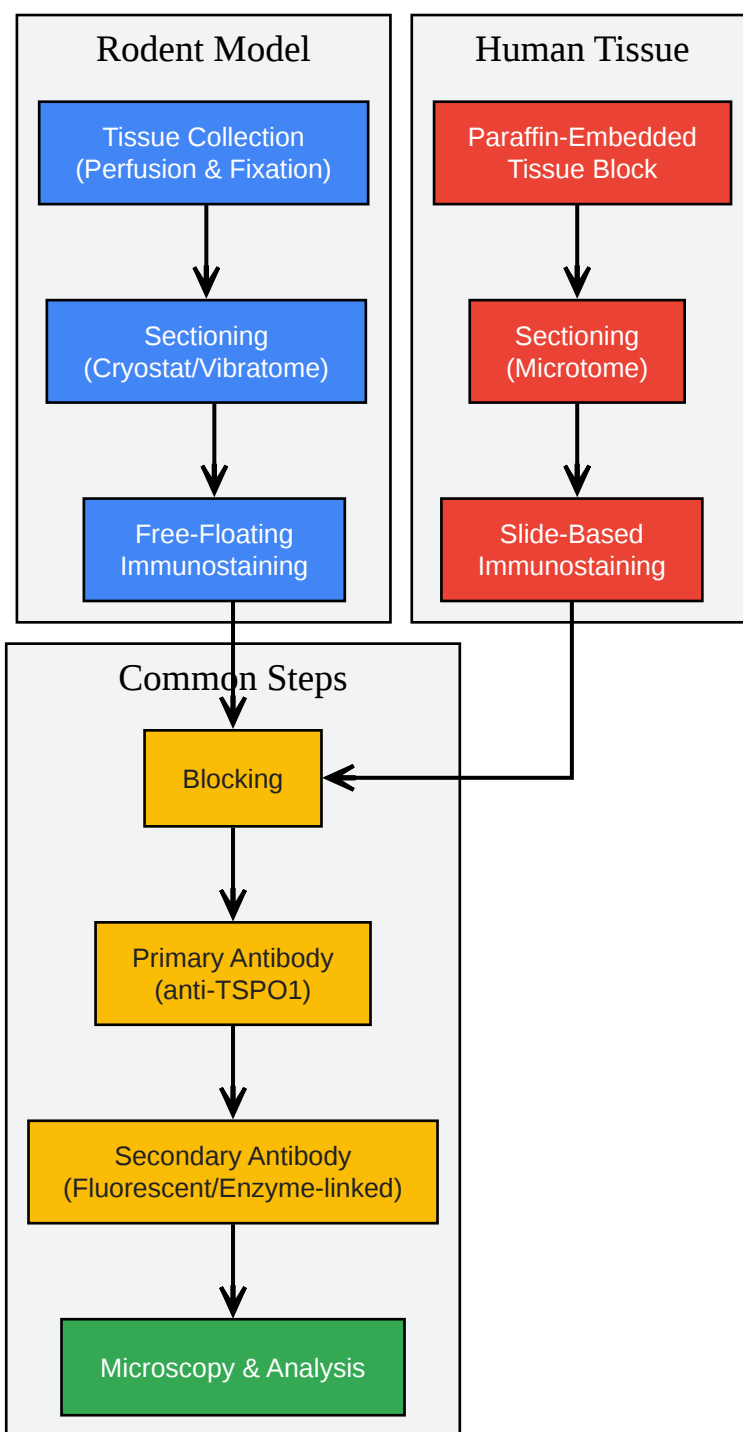 Rodent Model
Tissue Collection
(Perfusion & Fixation)
Sectioning
(Cryostat/Vibratome)
Free-Floating
Immunostaining
Human Tissue
Paraffin-Embedded
Tissue Block
Sectioning
(Microtome)
Slide-Based
Immunostaining
Common Steps
Blocking
Primary Antibody
(anti-TSPO1)
Secondary Antibody
(Fluorescent/Enzyme-linked)
Microscopy & Analysis